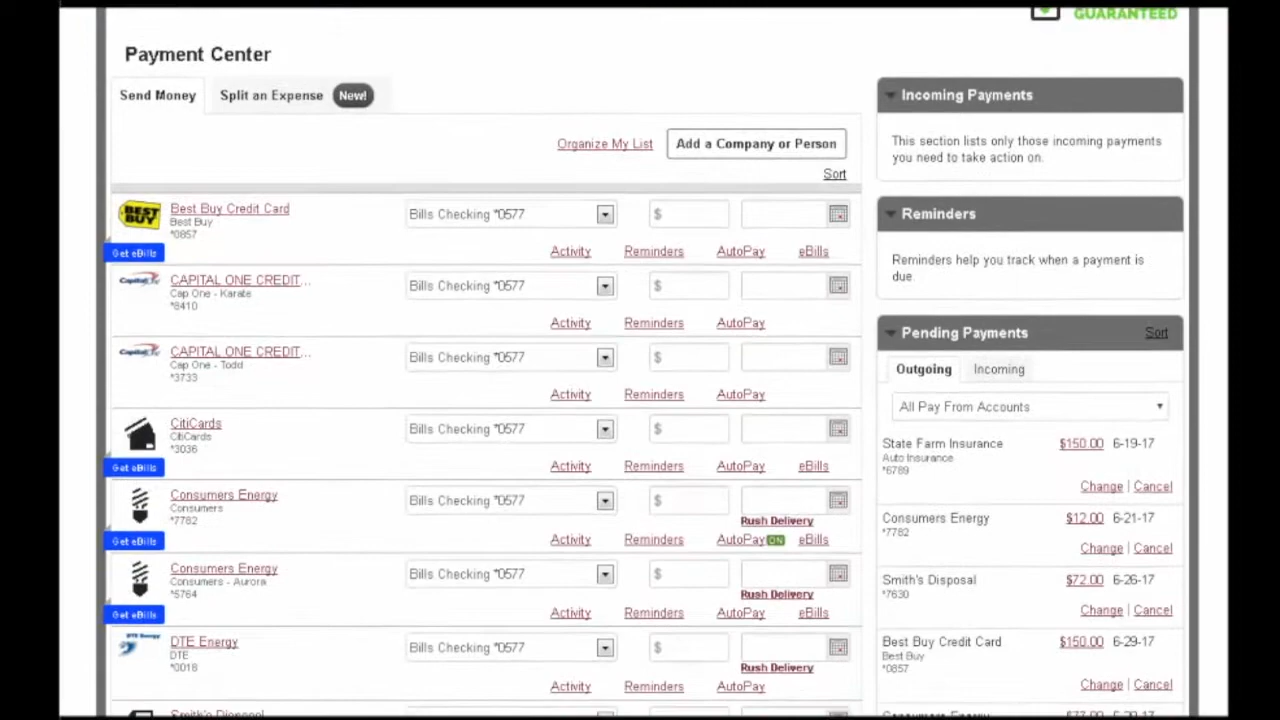 GUARANTEED
Payment Center
Send Money
Split an Expense
New!
Organize My List
Add a Company or Person
Sort
BEST BUY
Best Buy Credit Card
Best Buy
*0857
Bills Checking *0577
$
Get eBills
Activity
Reminders
AutoPay
eBills
Capital
CAPITAL ONE CREDIT...
Cap One - Karate
*8410
Bills Checking *0577
$
Activity
Reminders
AutoPay
Capital
CAPITAL ONE CREDIT...
Cap One - Todd
*3733
Bills Checking *0577
$
Activity
Reminders
AutoPay
CitiCards
CitiCards
*3036
Bills Checking *0577
$
Get eBills
Activity
Reminders
AutoPay
eBills
Consumers Energy
Consumers
*7782
Bills Checking *0577
$
Rush Delivery
Get eBills
Activity
Reminders
AutoPay ON
eBills
Consumers Energy
Consumers - Aurora
*5764
Bills Checking *0577
$
Rush Delivery
Get eBills
Activity
Reminders
AutoPay
eBills
DTE Energy
DTE Energy
DTE
*0018
Bills Checking *0577
$
Rush Delivery
Activity
Reminders
AutoPay
Smith's Disposal
Incoming Payments
This section lists only those incoming payments
you need to take action on.
Reminders
Reminders help you track when a payment is
due.
Pending Payments
Sort
Outgoing
Incoming
All Pay From Accounts
State Farm Insurance $150.00 6-19-17
Auto Insurance
*6789
Change | Cancel
Consumers Energy $12.00 6-21-17
*7782
Change | Cancel
Smith's Disposal $72.00 6-26-17
*7630
Change | Cancel
Best Buy Credit Card $150.00 6-29-17
Best Buy
*0857
Change | Cancel
Consumers Energy